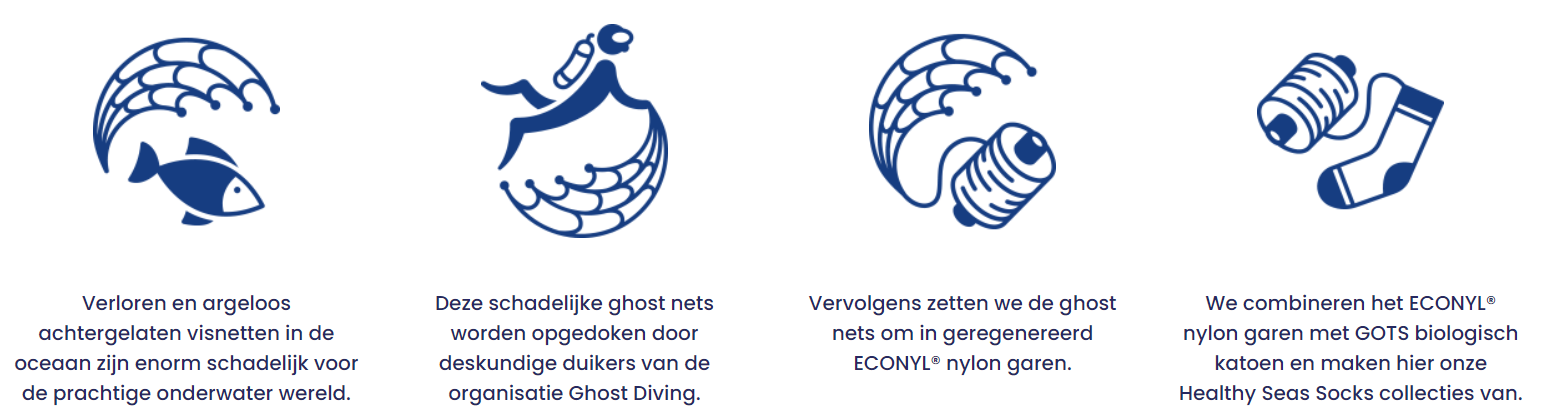 Verloren en argeloos
achtergelaten visnetten in de
oceaan zijn enorm schadelijk voor
de prachtige onderwater wereld.
Deze schadelijke ghost nets
worden opgedoken door
deskundige duikers van de
organisatie Ghost Diving.
Vervolgens zetten we de ghost
nets om in geregenereerd
ECONYL® nylon garen.
We combineren het ECONYL®
nylon garen met GOTS biologisch
katoen en maken hier onze
Healthy Seas Socks collecties van.